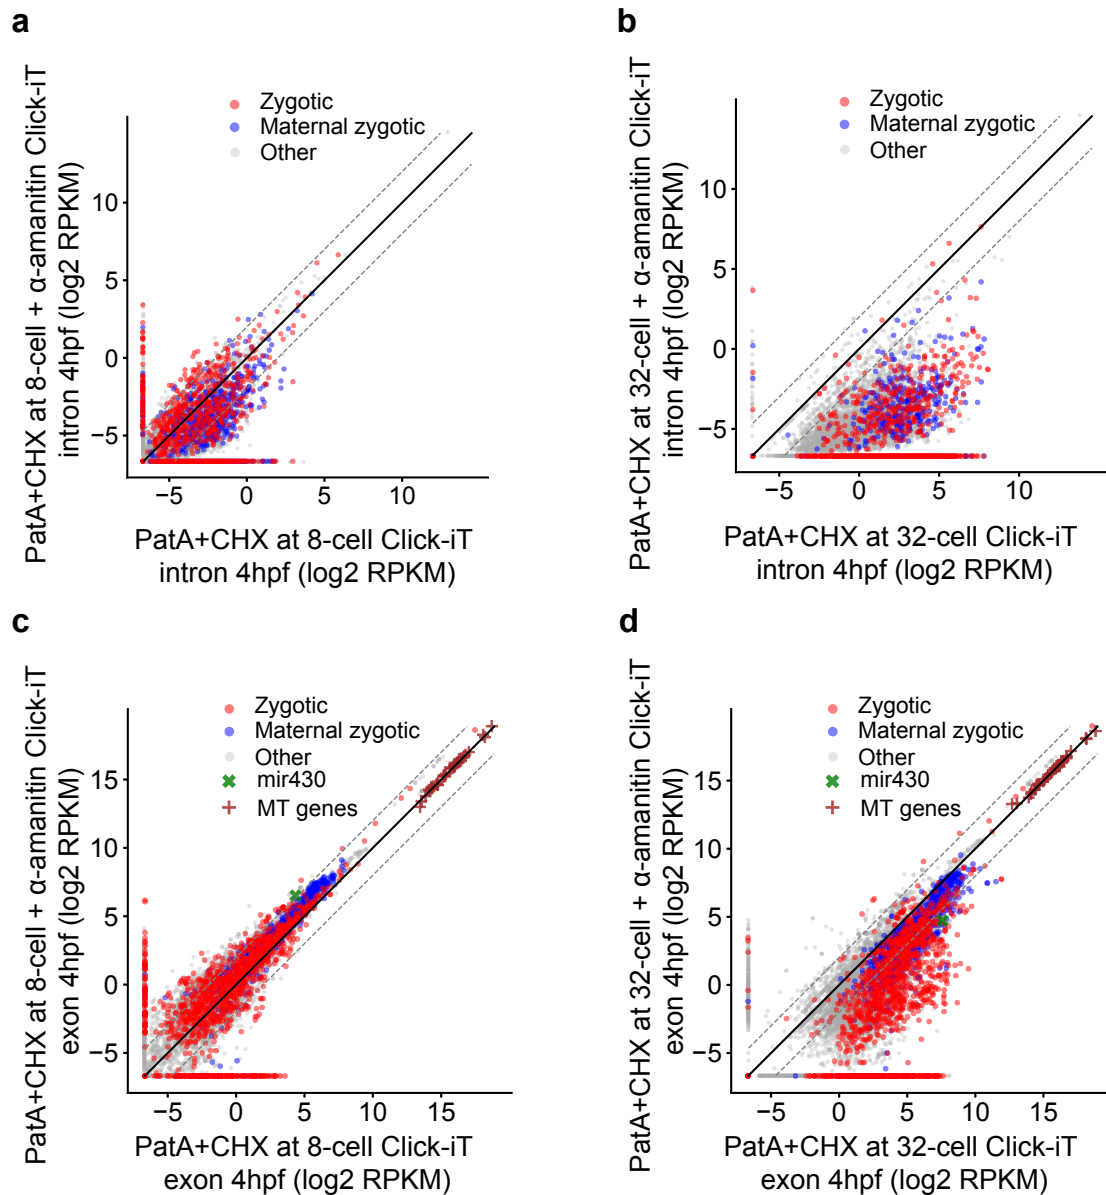 a
PatA+CHX at 8-cell + α-amanitin Click-iT
intron 4hpf (log2 RPKM)
Zygotic
Maternal zygotic
Other
10
5
0
−5
−5
0
5
10
PatA+CHX at 8-cell Click-iT
intron 4hpf (log2 RPKM)
b
PatA+CHX at 32-cell + α-amanitin Click-iT
intron 4hpf (log2 RPKM)
Zygotic
Maternal zygotic
Other
10
5
0
−5
−5
0
5
10
PatA+CHX at 32-cell Click-iT
intron 4hpf (log2 RPKM)
c
PatA+CHX at 8-cell + α-amanitin Click-iT
exon 4hpf (log2 RPKM)
Zygotic
Maternal zygotic
Other
mir430
MT genes
15
10
5
0
−5
−5
0
5
10
15
PatA+CHX at 8-cell Click-iT
exon 4hpf (log2 RPKM)
d
PatA+CHX at 32-cell + α-amanitin Click-iT
exon 4hpf (log2 RPKM)
Zygotic
Maternal zygotic
Other
mir430
MT genes
15
10
5
0
−5
−5
0
5
10
15
PatA+CHX at 32-cell Click-iT
exon 4hpf (log2 RPKM)